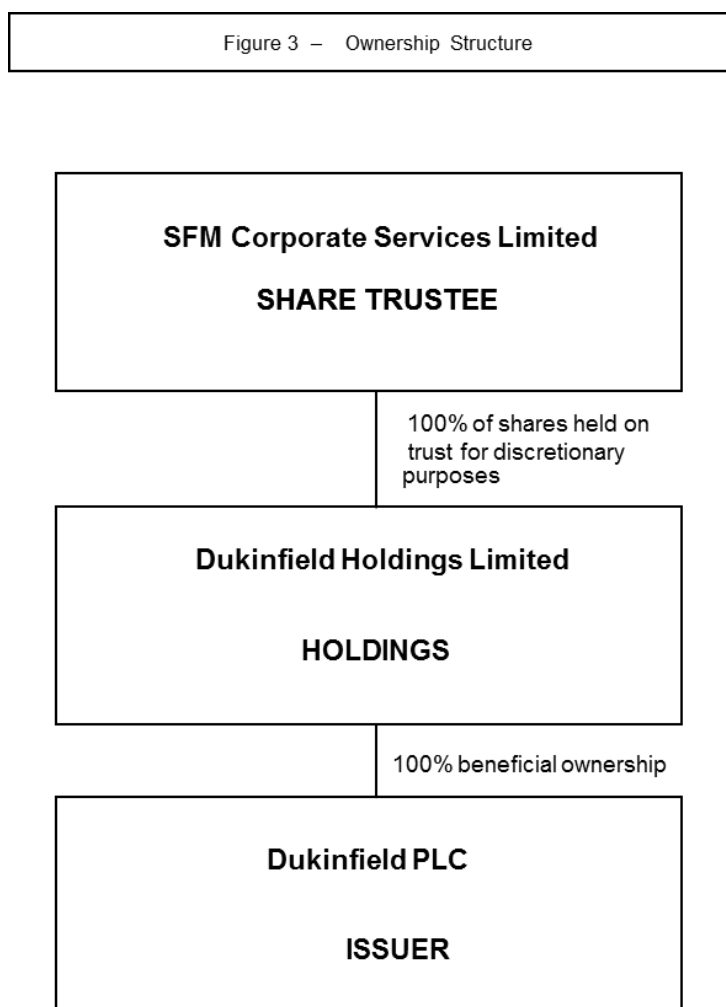 Figure 3 – Ownership Structure
SFM Corporate Services Limited
SHARE TRUSTEE
100% of shares held on
trust for discretionary
purposes
Dukinfield Holdings Limited
HOLDINGS
100% beneficial ownership
Dukinfield PLC
ISSUER